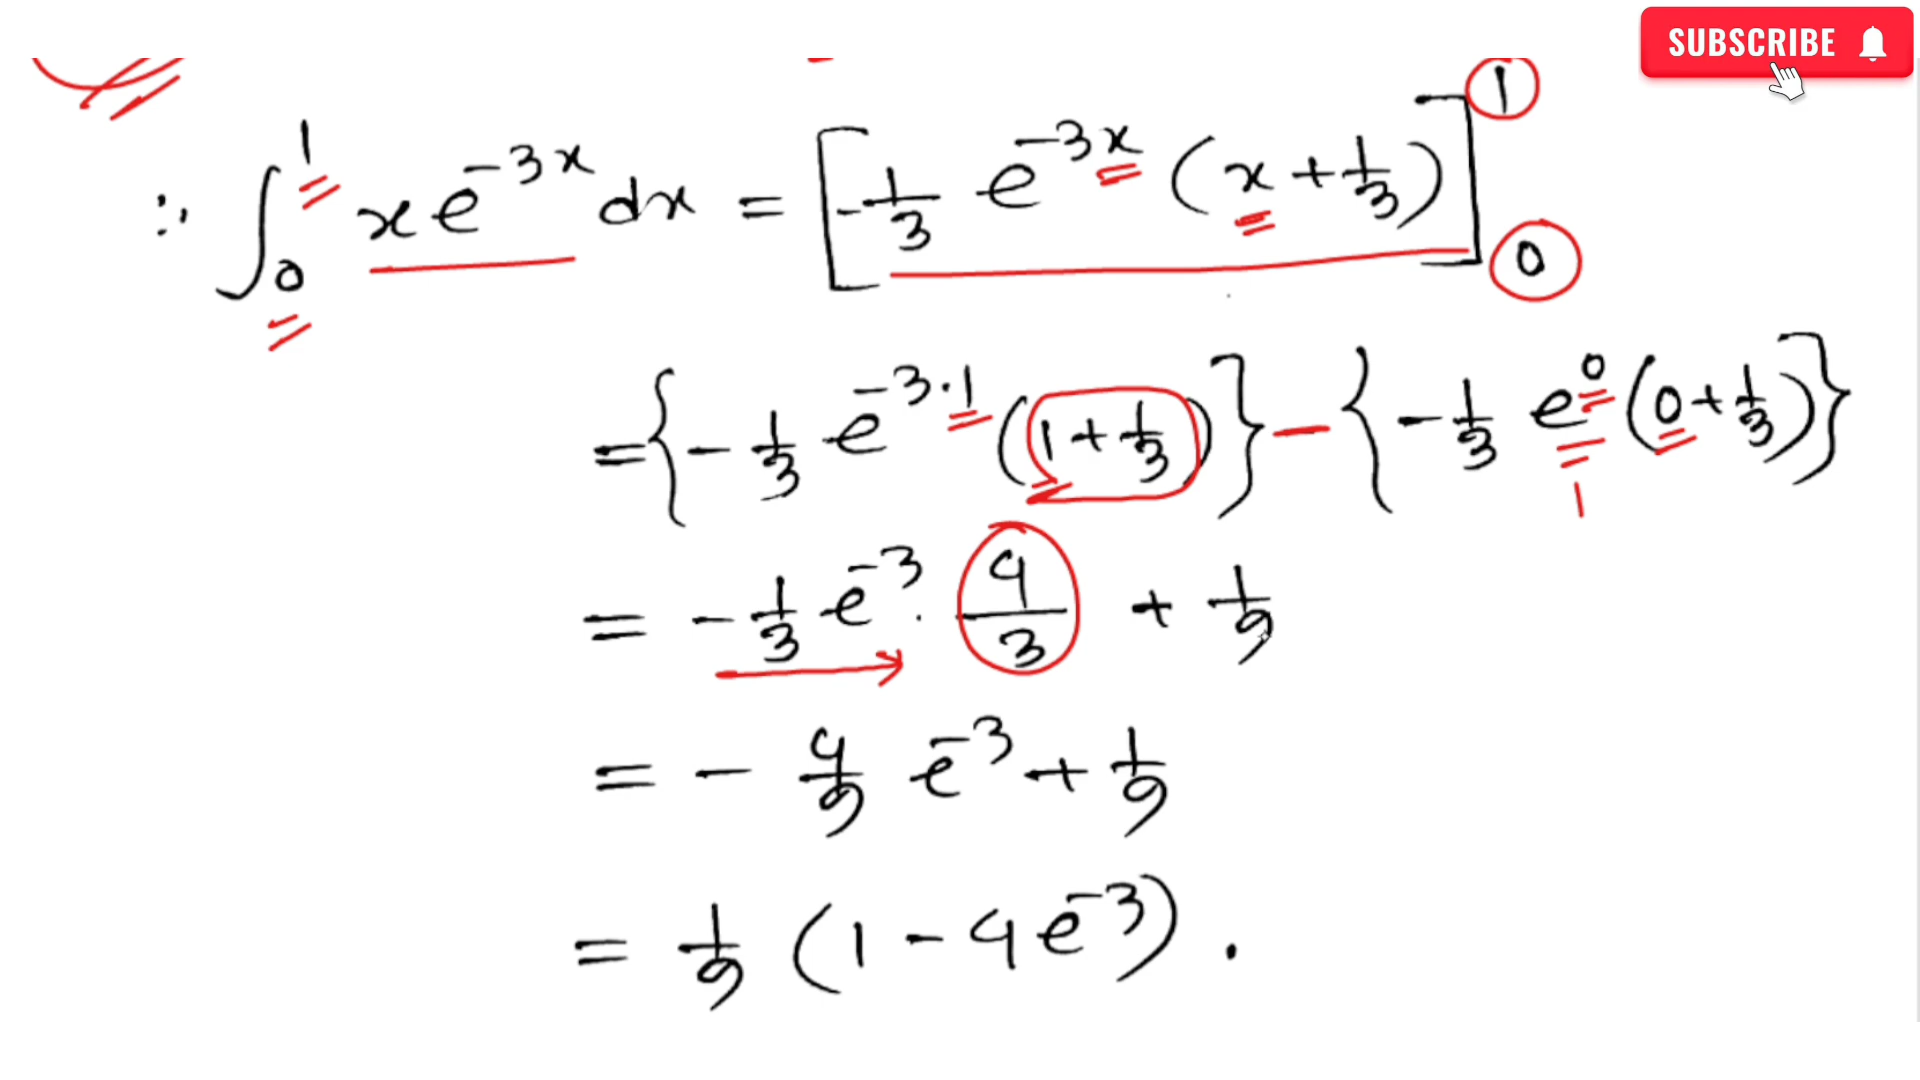 SUBSCRIBE
∵ ∫₀¹ x e^{-3x} dx = [ -1/3 e^{-3x} (x + 1/3) ]₀¹
= { - 1/3 e^{-3·1} (1 + 1/3) } - { - 1/3 e^0 (0 + 1/3) }
1
= - 1/3 e^{-3} · 4/3 + 1/9
= - 4/9 e^{-3} + 1/9
= 1/9 (1 - 4e^{-3}) .